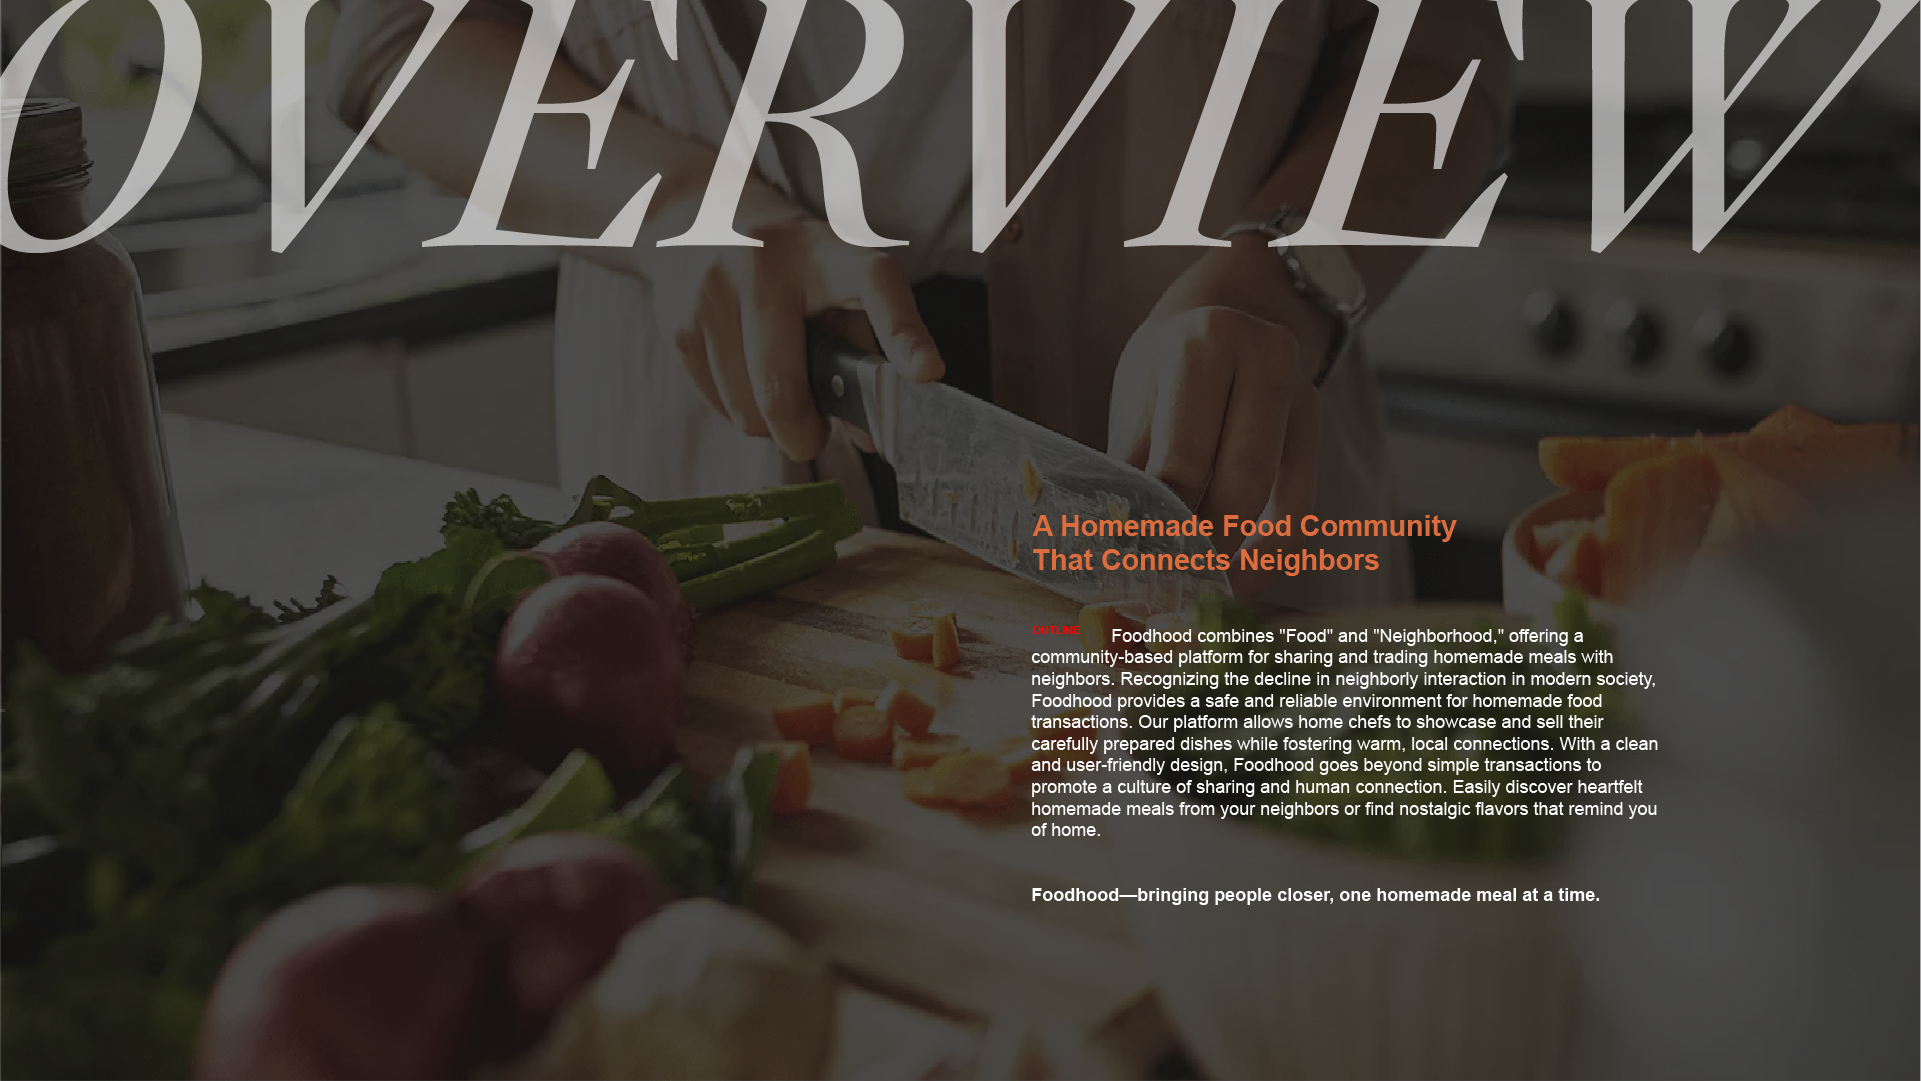 OVERVIEW
A Homemade Food Community
That Connects Neighbors
OUTLINE
Foodhood combines "Food" and "Neighborhood," offering a
community-based platform for sharing and trading homemade meals with
neighbors. Recognizing the decline in neighborly interaction in modern society,
Foodhood provides a safe and reliable environment for homemade food
transactions. Our platform allows home chefs to showcase and sell their
carefully prepared dishes while fostering warm, local connections. With a clean
and user-friendly design, Foodhood goes beyond simple transactions to
promote a culture of sharing and human connection. Easily discover heartfelt
homemade meals from your neighbors or find nostalgic flavors that remind you
of home.
Foodhood—bringing people closer, one homemade meal at a time.